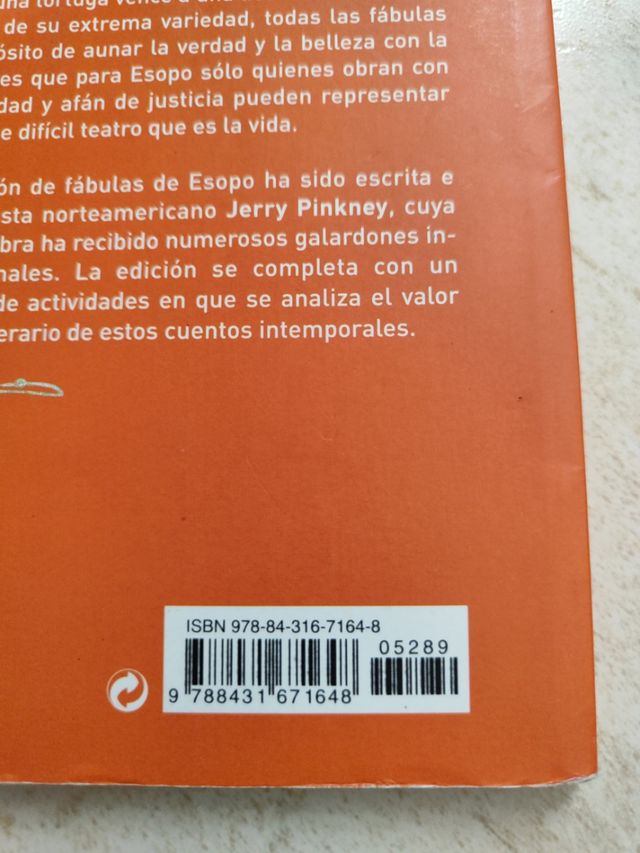 de su extrema variedad, todas las fábulas
ósito de aunar la verdad y la belleza con la
es que para Esopo sólo quienes obran con
dad y afán de justicia pueden representar
e difícil teatro que es la vida.
ón de fábulas de Esopo ha sido escrita e
sta norteamericano Jerry Pinkney, cuya
bra ha recibido numerosos galardones in-
nales. La edición se completa con un
de actividades en que se analiza el valor
erario de estos cuentos intemporales.
ISBN 978-84-316-7164-8
05289
9 788431 671648